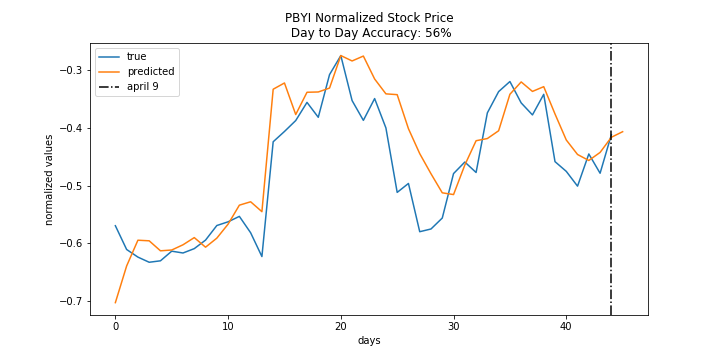 PBYI Normalized Stock Price
Day to Day Accuracy: 56%
true
predicted
april 9
normalized values
−0.3
−0.4
−0.5
−0.6
−0.7
0
10
20
30
40
days